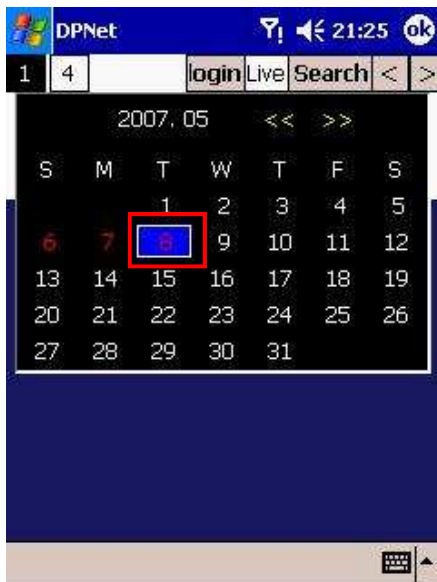 DPNet 21:25 ok
1 4 login Live Search < >
2007. 05 << >>
S M T W T F S
1 2 3 4 5
6 7 8 9 10 11 12
13 14 15 16 17 18 19
20 21 22 23 24 25 26
27 28 29 30 31